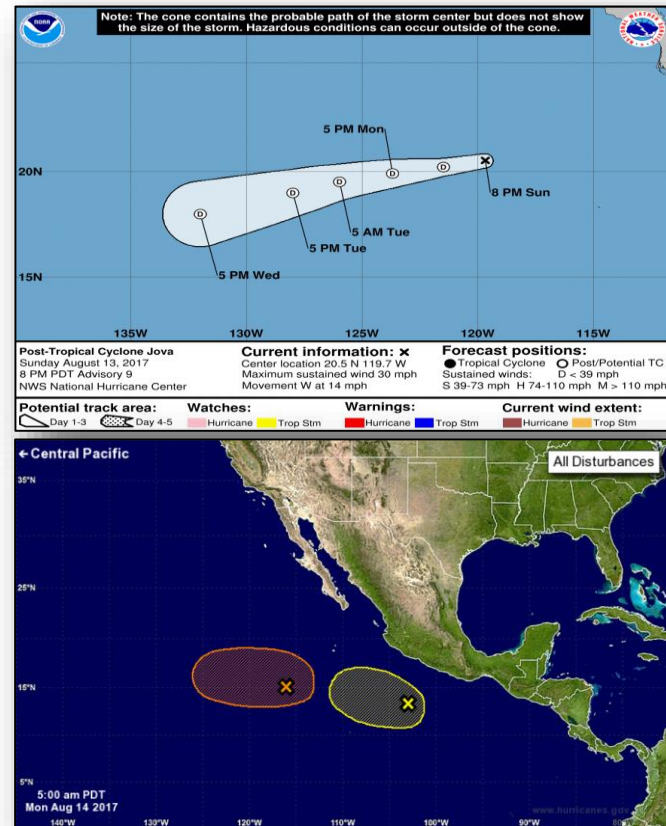 Note: The cone contains the probable path of the storm center but does not show
the size of the storm. Hazardous conditions can occur outside of the cone.
NOAA
5 PM Mon
20N
8 PM Sun
5 AM Tue
5 PM Tue
5 PM Wed
15N
D D D D D D
135W 130W 125W 120W 115W
Post-Tropical Cyclone Jova
Sunday August 13, 2017
8 PM PDT Advisory 9
NWS National Hurricane Center
Current information: ×
Center location 20.5 N 119.7 W
Maximum sustained wind 30 mph
Movement W at 14 mph
Forecast positions:
● Tropical Cyclone ○ Post/Potential TC
Sustained winds: D < 39 mph
S 39-73 mph H 74-110 mph M > 110 mph
Potential track area:
Day 1-3 Day 4-5
Watches:
Hurricane Trop Stm
Warnings:
Hurricane Trop Stm
Current wind extent:
Hurricane Trop Stm
← Central Pacific
All Disturbances
35°N
25°N
15°N
5°N
5:00 am PDT
Mon Aug 14 2017
www.hurricanes.gov
140°W 130°W 120°W 110°W 100°W 90°W 80°W